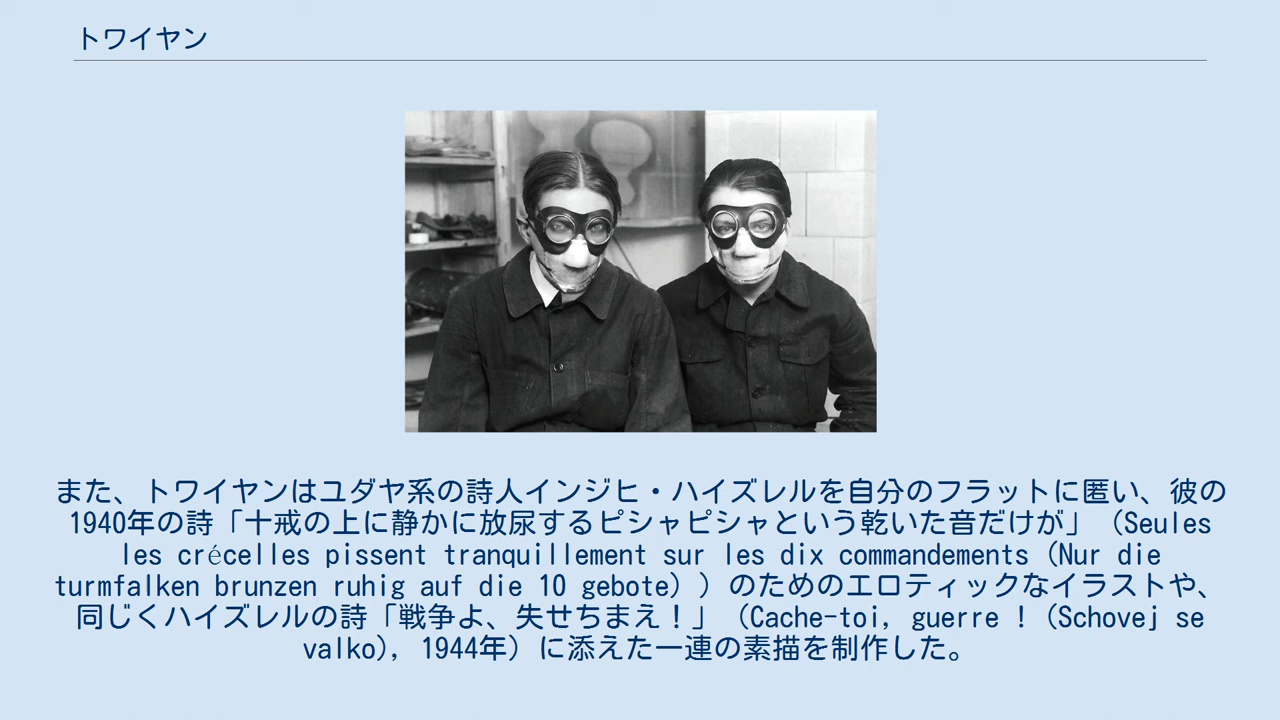 トワイヤン
また、トワイヤンはユダヤ系の詩人インジヒ・ハイズレルを自分のフラットに匿い、彼の
1940年の詩「十戒の上に静かに放尿するピシャピシャという乾いた音だけが」（Seules
les crécelles pissent tranquillement sur les dix commandements (Nur die
turmfalken brunzen ruhig auf die 10 gebote)）のためのエロティックなイラストや、
同じくハイズレルの詩「戦争よ、失せちまえ！」（Cache-toi, guerre ! (Schovej se
valko), 1944年）に添えた一連の素描を制作した。